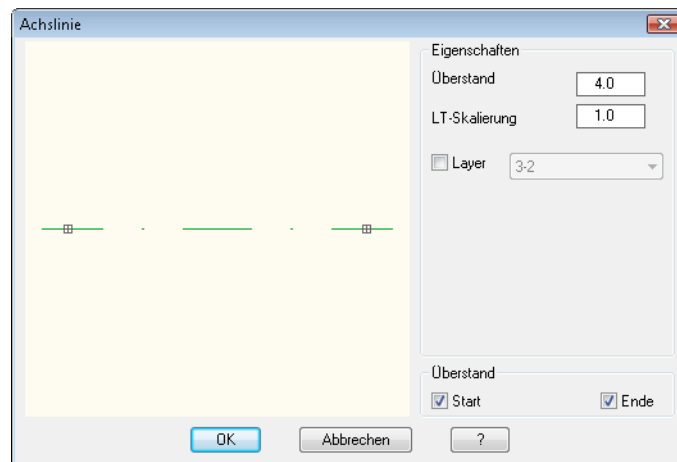 Achslinie
Eigenschaften
Überstand 4.0
LT-Skalierung 1.0
Layer 3-2
Überstand
Start Ende
OK Abbrechen ?